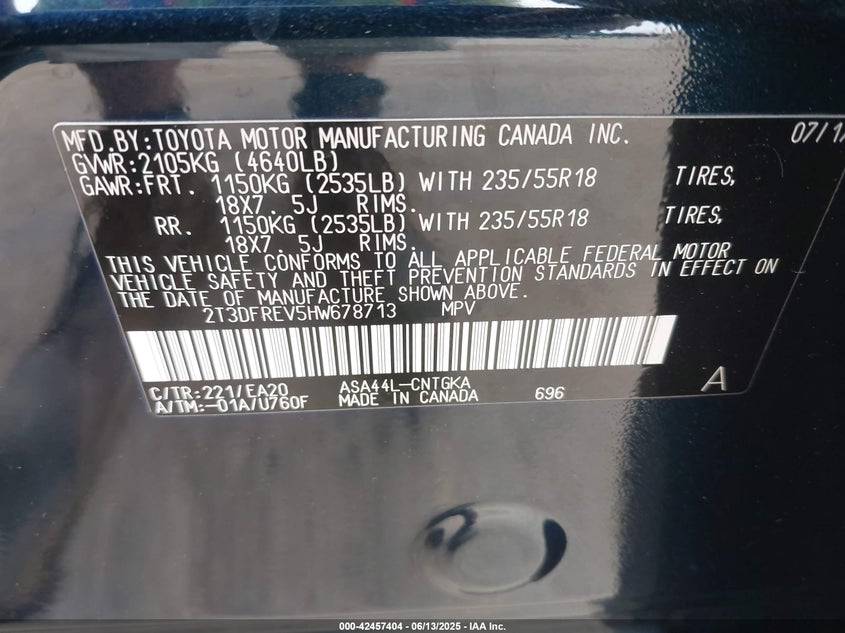 MFD.BY:TOYOTA MOTOR MANUFACTURING CANADA INC. 07/1
GVWR:2105KG (4640LB)
GAWR:FRT. 1150KG (2535LB) WITH 235/55R18 TIRES,
18X7. 5J RIMS.
RR. 1150KG (2535LB) WITH 235/55R18 TIRES,
18X7. 5J RIMS.
THIS VEHICLE CONFORMS TO ALL APPLICABLE FEDERAL MOTOR
VEHICLE SAFETY AND THEFT PREVENTION STANDARDS IN EFFECT ON
THE DATE OF MANUFACTURE SHOWN ABOVE.
2T3DFREV5HW678713 MPV
C/TR:221/EA20 ASA44L-CNTGKA A
A/TM:-01A/U760F MADE IN CANADA 696
000-42457404 - 06/13/2025 - IAA Inc.